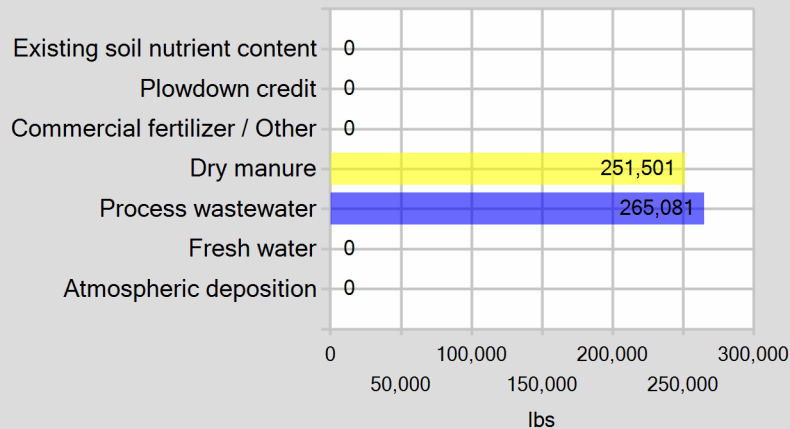 Existing soil nutrient content 0
Plowdown credit 0
Commercial fertilizer / Other 0
Dry manure 251,501
Process wastewater 265,081
Fresh water 0
Atmospheric deposition 0
0 100,000 200,000 300,000
50,000 150,000 250,000
lbs